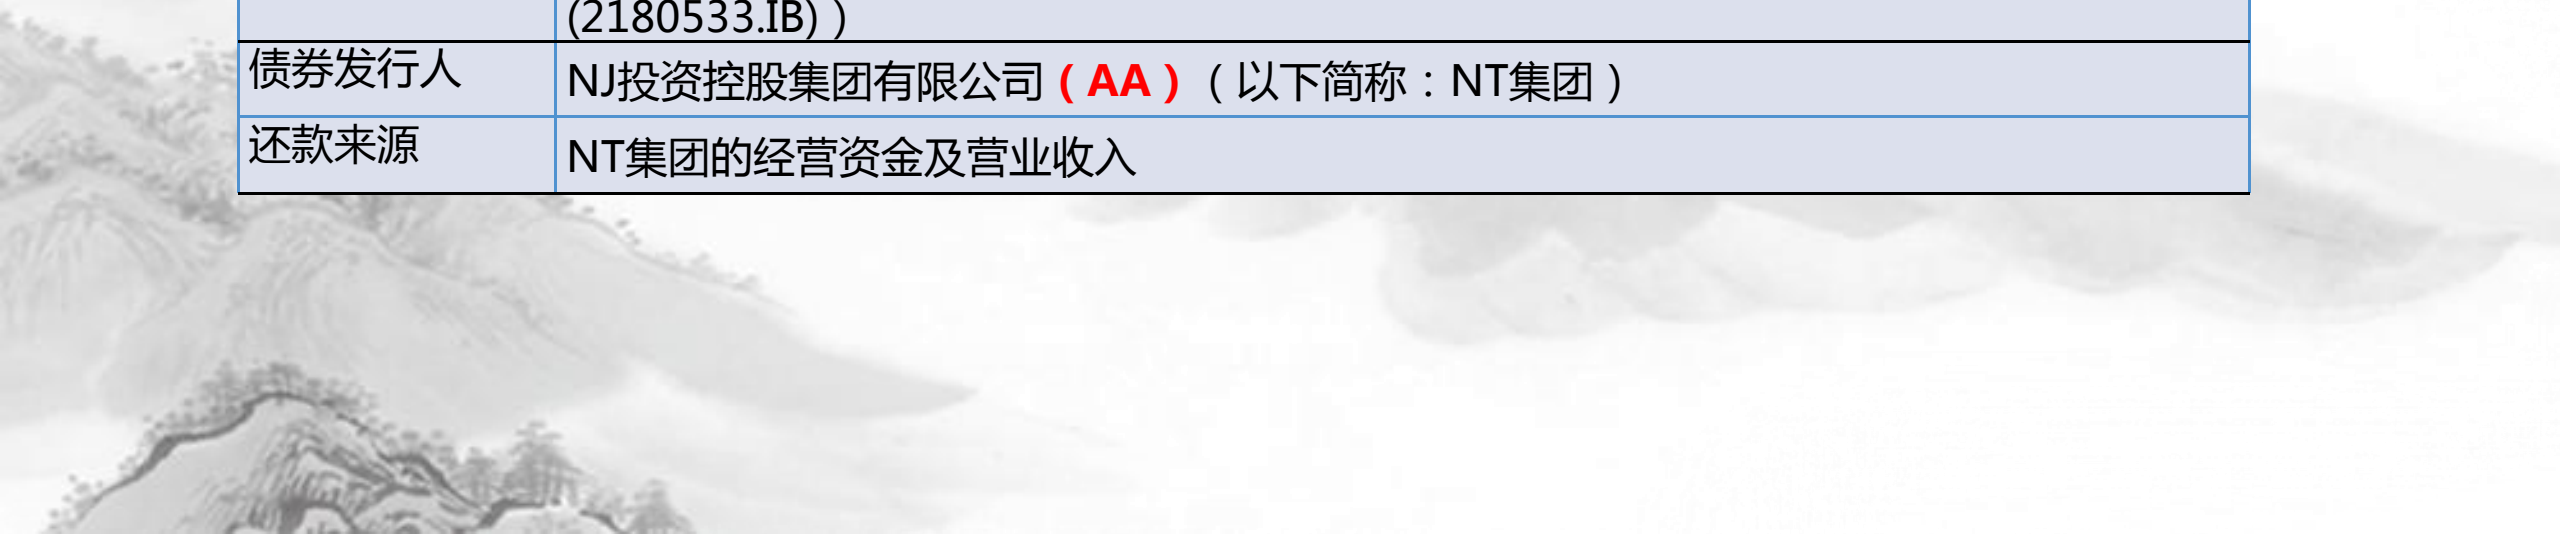 (2180533.IB)）
债券发行人
NJ投资控股集团有限公司（AA）（以下简称：NT集团）
还款来源
NT集团的经营资金及营业收入